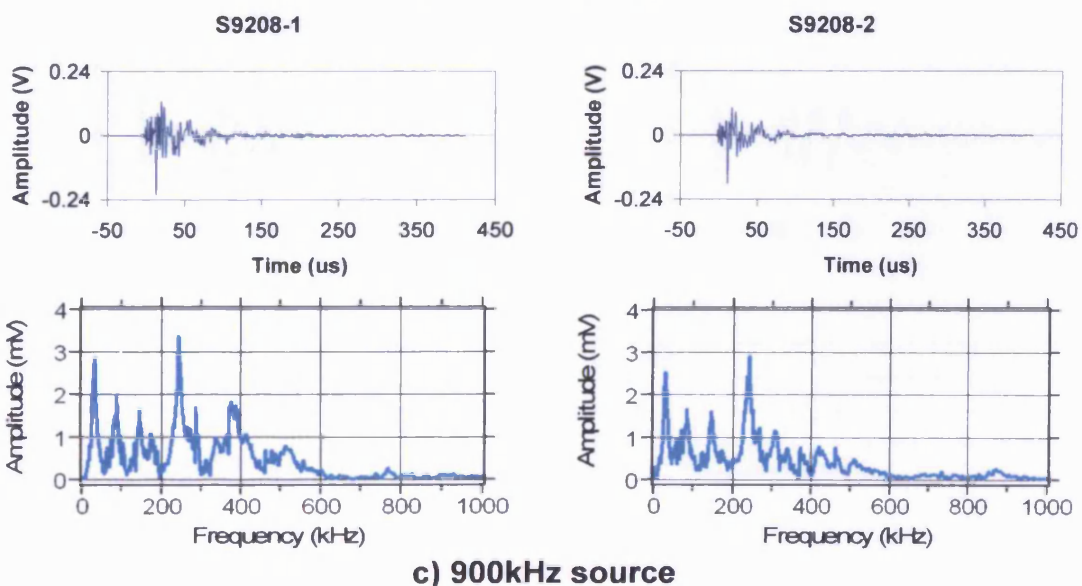 S9208-1
S9208-2
Amplitude (V)
0.24
0
-0.24
-50 50 150 250 350 450
Time (us)
Amplitude (V)
0.24
0
-0.24
-50 50 150 250 350 450
Time (us)
Amplitude (mV)
4
3
2
1
0
0 200 400 600 800 1000
Frequency (kHz)
Amplitude (mV)
4
3
2
1
0
0 200 400 600 800 1000
Frequency (kHz)
c) 900kHz source